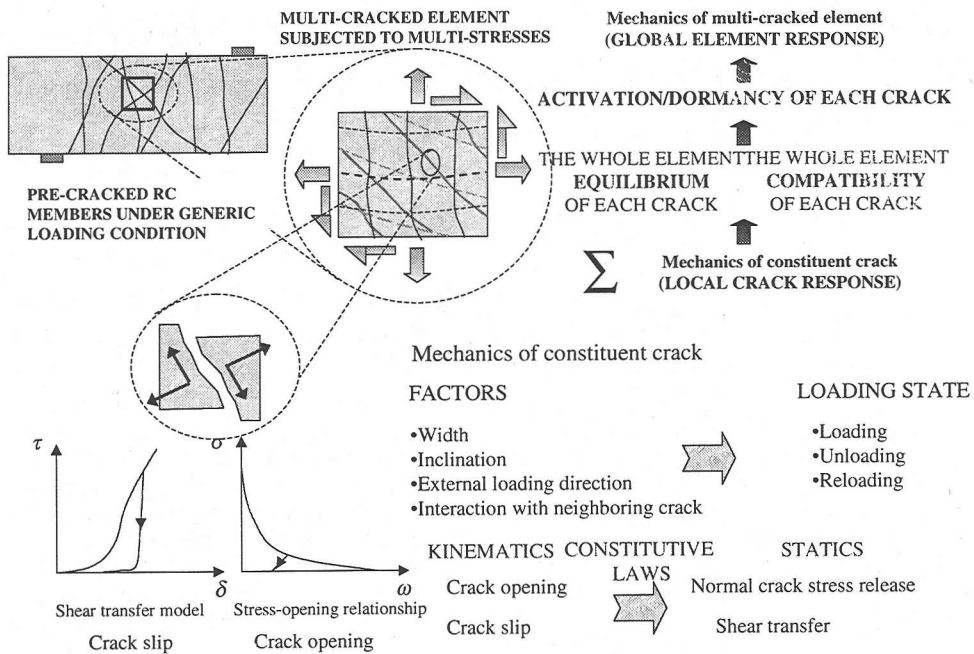 MULTI-CRACKED ELEMENT
SUBJECTED TO MULTI-STRESSES
Mechanics of multi-cracked element
(GLOBAL ELEMENT RESPONSE)
ACTIVATION/DORMANCY OF EACH CRACK
THE WHOLE ELEMENT THE WHOLE ELEMENT
EQUILIBRIUM COMPATIBILITY
OF EACH CRACK OF EACH CRACK
Σ
Mechanics of constituent crack
(LOCAL CRACK RESPONSE)
PRE-CRACKED RC
MEMBERS UNDER GENERIC
LOADING CONDITION
Mechanics of constituent crack
FACTORS
•Width
•Inclination
•External loading direction
•Interaction with neighboring crack
LOADING STATE
•Loading
•Unloading
•Reloading
KINEMATICS CONSTITUTIVE LAWS STATICS
Crack opening Normal crack stress release
Crack slip Shear transfer
τ
δ
Shear transfer model
Crack slip
σ
ω
Stress-opening relationship
Crack opening